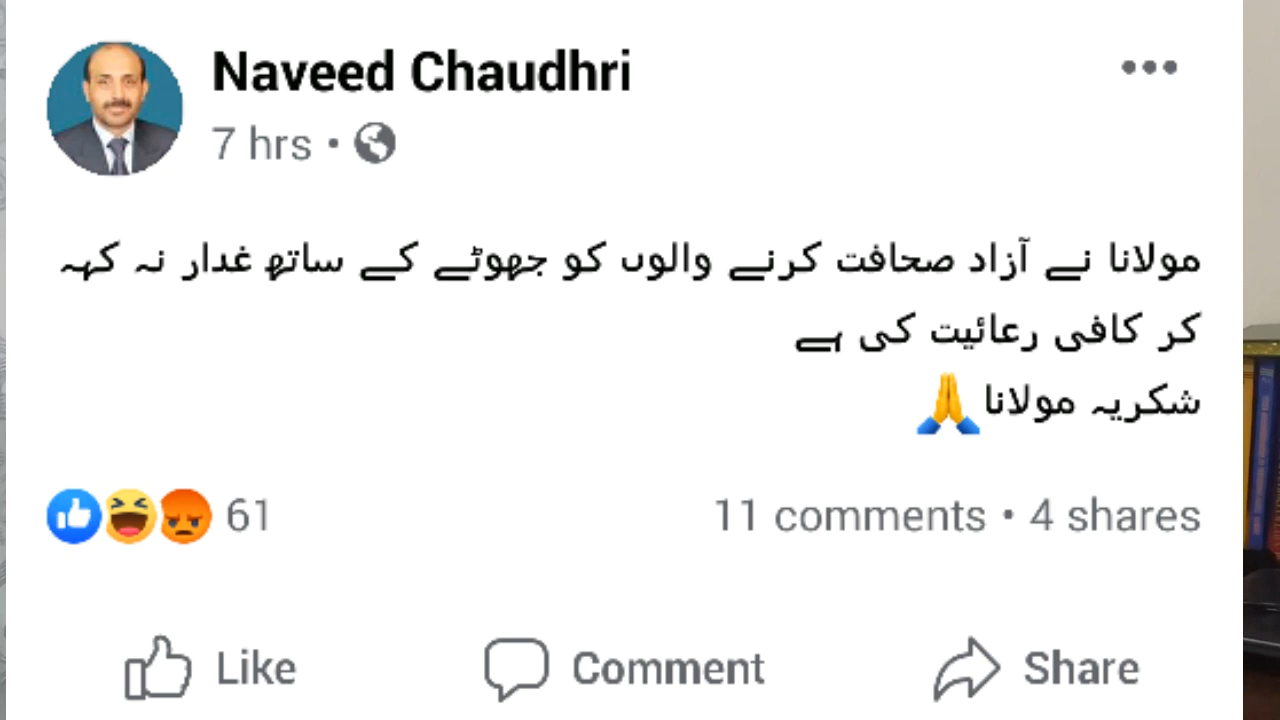 Naveed Chaudhri
7 hrs •
مولانا نے آزاد صحافت کرنے والوں کو جھوٹے کے ساتھ غدار نہ کہہ
کر کافی رعائیت کی ہے
شکریہ مولانا🙏
61 11 comments • 4 shares
Like Comment Share